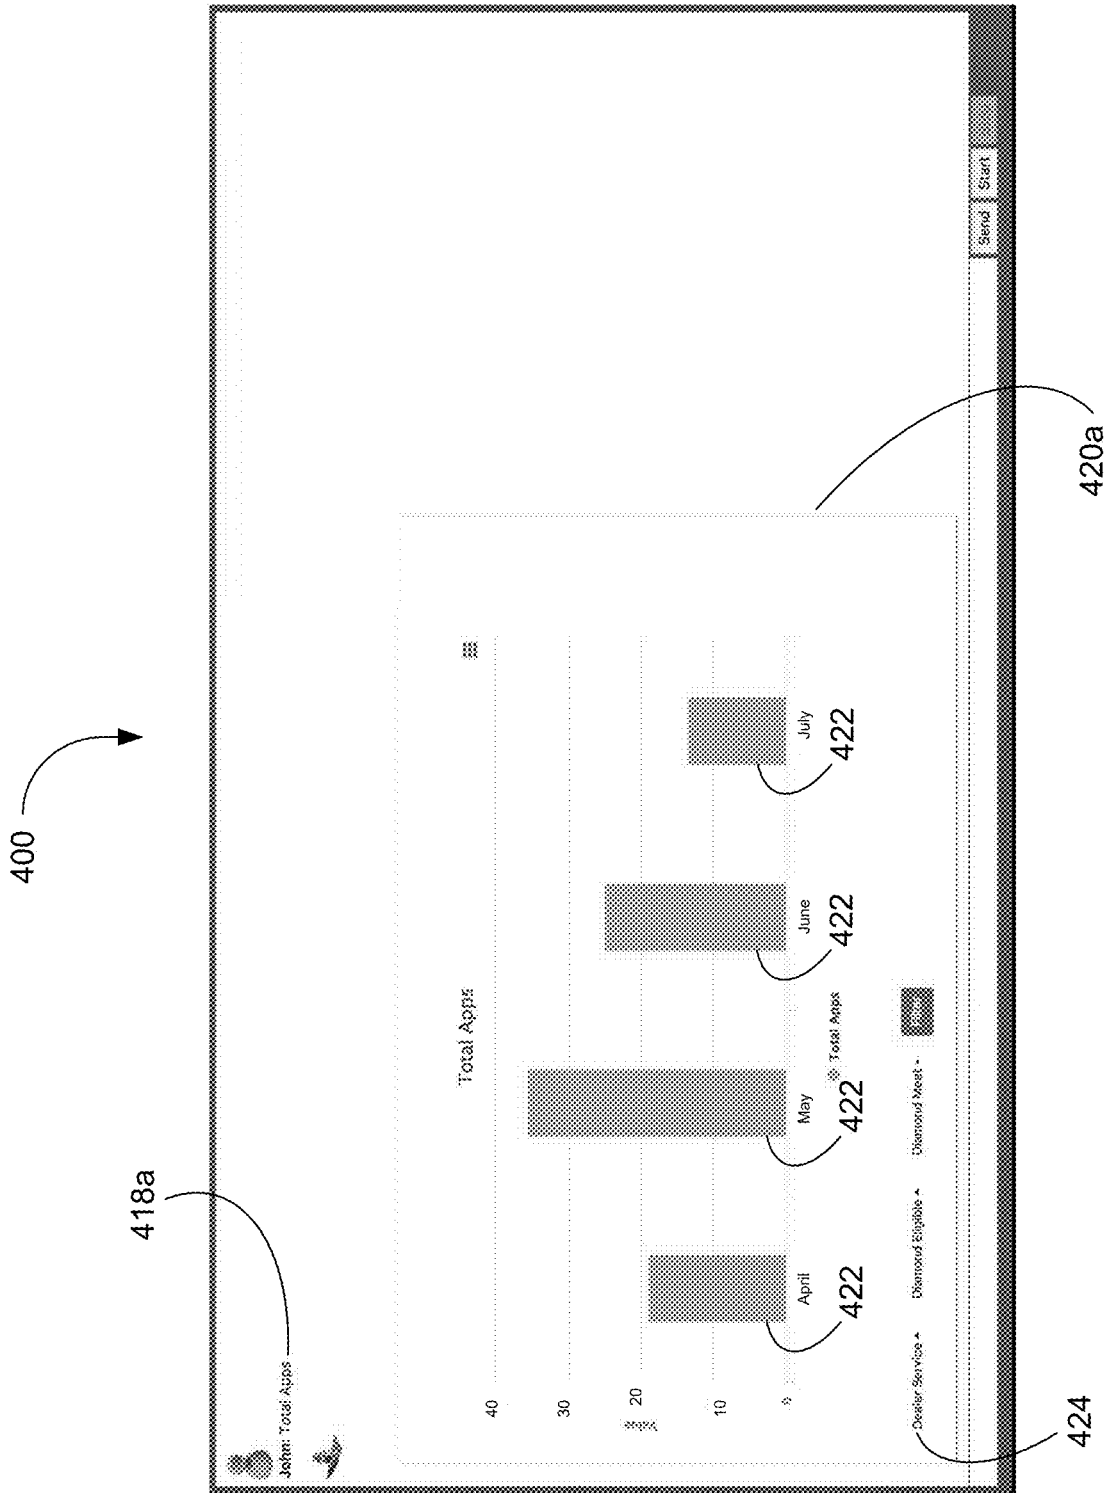 400
418a
John: Total Apps
Total Apps
40
30
20
10
0
April
May
June
July
422
422
422
422
Total Apps
Dealer Service
Diamond Eligible
Diamond Meet
424
420a
Send
Start